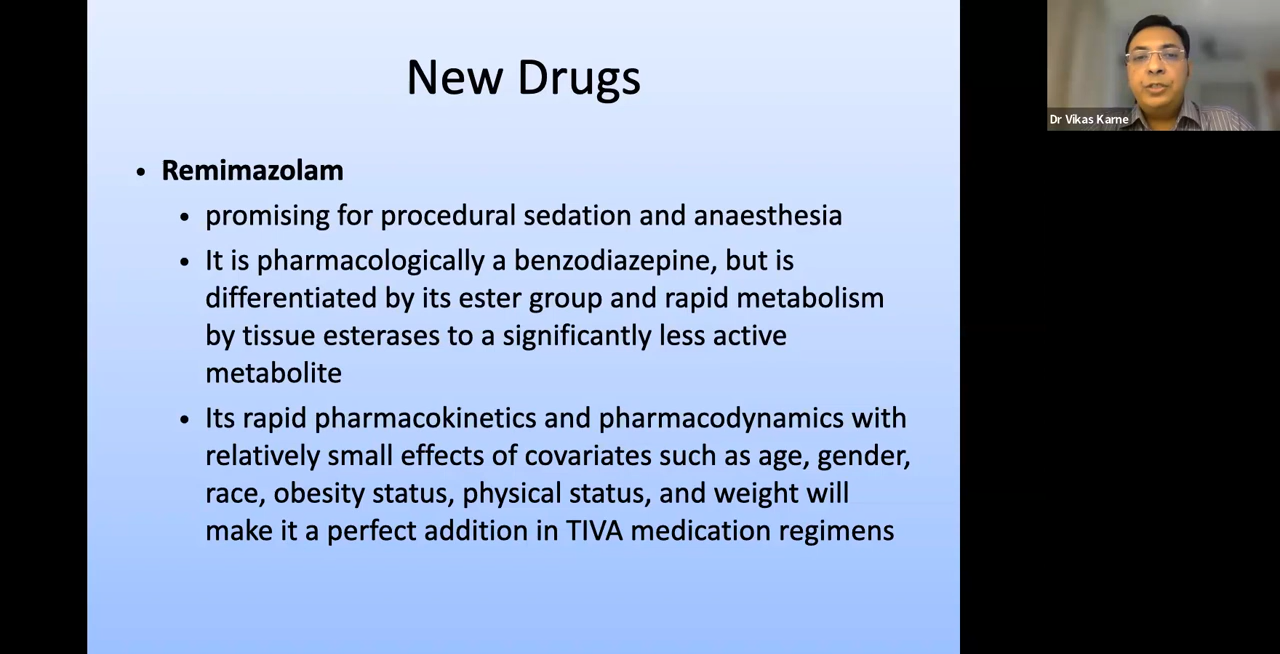 New Drugs
• Remimazolam
• promising for procedural sedation and anaesthesia
• It is pharmacologically a benzodiazepine, but is
differentiated by its ester group and rapid metabolism
by tissue esterases to a significantly less active
metabolite
• Its rapid pharmacokinetics and pharmacodynamics with
relatively small effects of covariates such as age, gender,
race, obesity status, physical status, and weight will
make it a perfect addition in TIVA medication regimens
Dr Vikas Karne